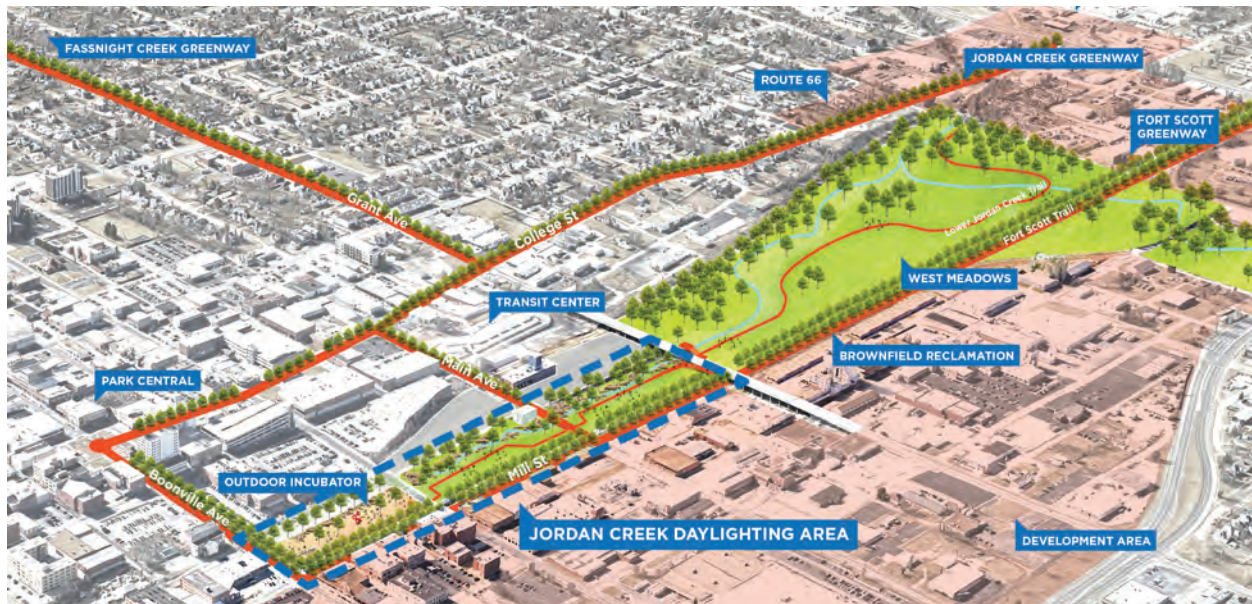 FASSNIGHT CREEK GREENWAY
JORDAN CREEK GREENWAY
ROUTE 66
FORT SCOTT
GREENWAY
Grant Ave
College St
Lower Jordan Creek Trail
Fort Scott Trail
WEST MEADOWS
TRANSIT CENTER
BROWNFIELD RECLAMATION
Main Ave
PARK CENTRAL
Mill St
Boonville Ave
OUTDOOR INCUBATOR
JORDAN CREEK DAYLIGHTING AREA
DEVELOPMENT AREA